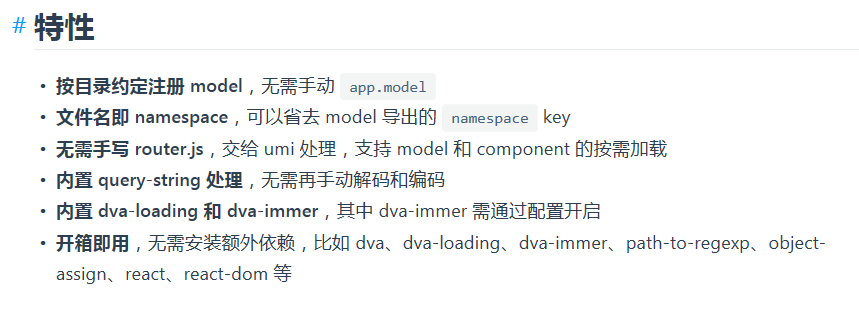 # 特性
• 按目录约定注册 model，无需手动 app.model
• 文件名即 namespace，可以省去 model 导出的 namespace key
• 无需手写 router.js，交给 umi 处理，支持 model 和 component 的按需加载
• 内置 query-string 处理，无需再手动解码和编码
• 内置 dva-loading 和 dva-immer，其中 dva-immer 需通过配置开启
• 开箱即用，无需安装额外依赖，比如 dva、dva-loading、dva-immer、path-to-regexp、object-
assign、react、react-dom 等